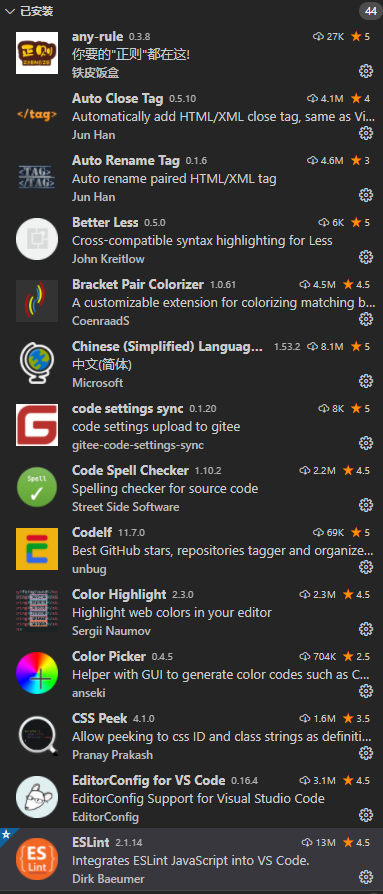 已安装 44
any-rule 0.3.8 27K 5
你要的"正则"都在这!
铁皮饭盒
Auto Close Tag 0.5.10 4.1M 4
Automatically add HTML/XML close tag, same as Vi...
Jun Han
Auto Rename Tag 0.1.6 4.6M 3
Auto rename paired HTML/XML tag
Jun Han
Better Less 0.5.0 6K 5
Cross-compatible syntax highlighting for Less
John Kreitlow
Bracket Pair Colorizer 1.0.61 4.5M 4.5
A customizable extension for colorizing matching b...
CoenraadS
Chinese (Simplified) Languag... 1.53.2 8.1M 5
中文(简体)
Microsoft
code settings sync 0.1.20 8K 5
code settings upload to gitee
gitee-code-settings-sync
Code Spell Checker 1.10.2 2.2M 4.5
Spelling checker for source code
Street Side Software
Codelf 11.7.0 69K 5
Best GitHub stars, repositories tagger and organize...
unbug
Color Highlight 2.3.0 2.3M 4.5
Highlight web colors in your editor
Sergii Naumov
Color Picker 0.4.5 704K 2.5
Helper with GUI to generate color codes such as C...
anseki
CSS Peek 4.1.0 1.6M 3.5
Allow peeking to css ID and class strings as definiti...
Pranay Prakash
EditorConfig for VS Code 0.16.4 3.1M 4.5
EditorConfig Support for Visual Studio Code
EditorConfig
ESLint 2.1.14 13M 4.5
Integrates ESLint JavaScript into VS Code.
Dirk Baeumer